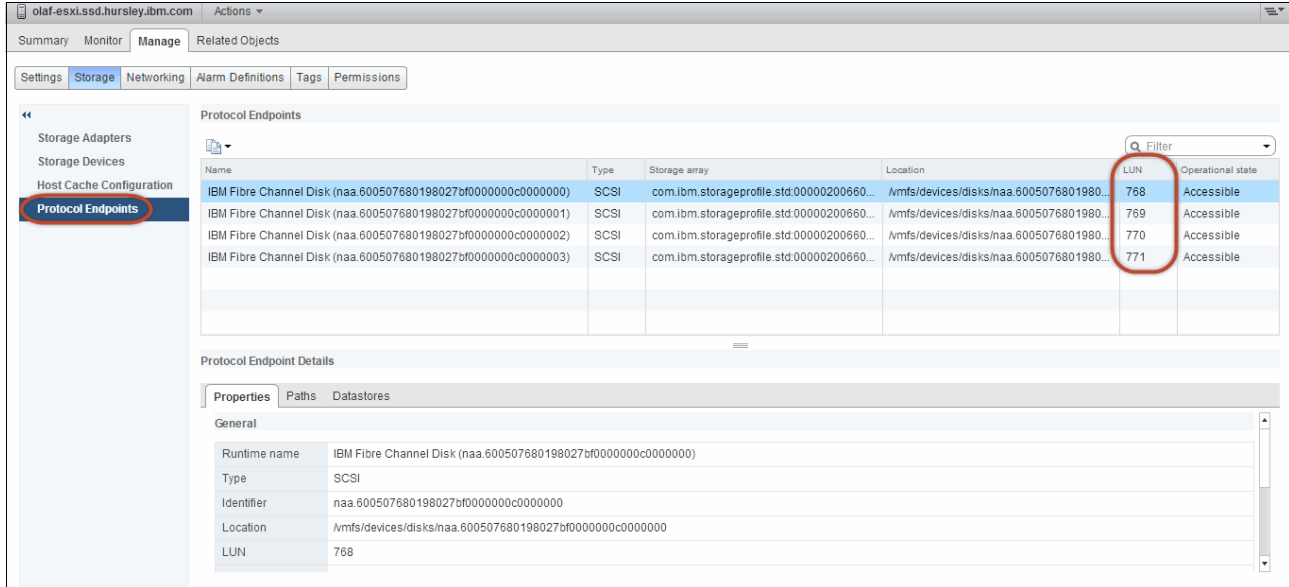 olaf-esxi.ssd.hursley.ibm.com Actions
Summary Monitor Manage Related Objects
Settings Storage Networking Alarm Definitions Tags Permissions
Storage Adapters
Storage Devices
Host Cache Configuration
Protocol Endpoints
Protocol Endpoints
Filter
Name Type Storage array Location LUN Operational state
IBM Fibre Channel Disk (naa.600507680198027bf0000000c0000000) SCSI com.ibm.storageprofile.std:00000200660... /vmfs/devices/disks/naa.6005076801980... 768 Accessible
IBM Fibre Channel Disk (naa.600507680198027bf0000000c0000001) SCSI com.ibm.storageprofile.std:00000200660... /vmfs/devices/disks/naa.6005076801980... 769 Accessible
IBM Fibre Channel Disk (naa.600507680198027bf0000000c0000002) SCSI com.ibm.storageprofile.std:00000200660... /vmfs/devices/disks/naa.6005076801980... 770 Accessible
IBM Fibre Channel Disk (naa.600507680198027bf0000000c0000003) SCSI com.ibm.storageprofile.std:00000200660... /vmfs/devices/disks/naa.6005076801980... 771 Accessible
Protocol Endpoint Details
Properties Paths Datastores
General
Runtime name IBM Fibre Channel Disk (naa.600507680198027bf0000000c0000000)
Type SCSI
Identifier naa.600507680198027bf0000000c0000000
Location /vmfs/devices/disks/naa.600507680198027bf0000000c0000000
LUN 768